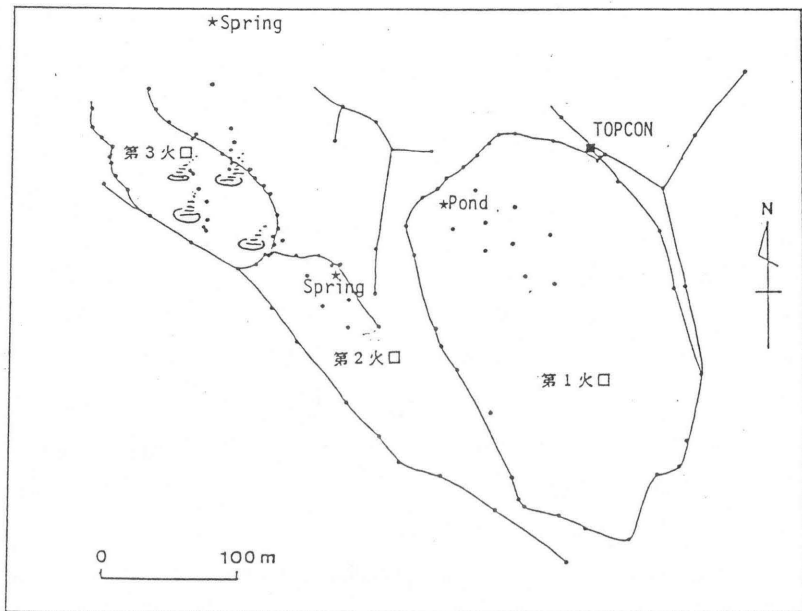 ★Spring
TOPCON
第3火口
★Pond
N
★
Spring
第2火口
第1火口
0 100m